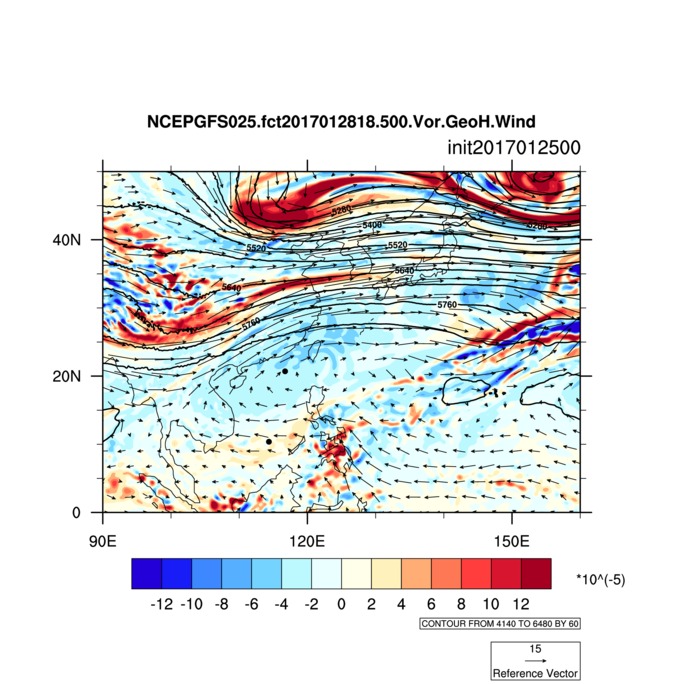 NCEPGFS025.fct2017012818.500.Vor.GeoH.Wind
init2017012500
5280
5400
5260
5520
5520
40N
5640
5640
5760
5760
20N
0
90E 120E 150E
-12 -10 -8 -6 -4 -2 0 2 4 6 8 10 12
*10^(-5)
CONTOUR FROM 4140 TO 6480 BY 60
15
Reference Vector